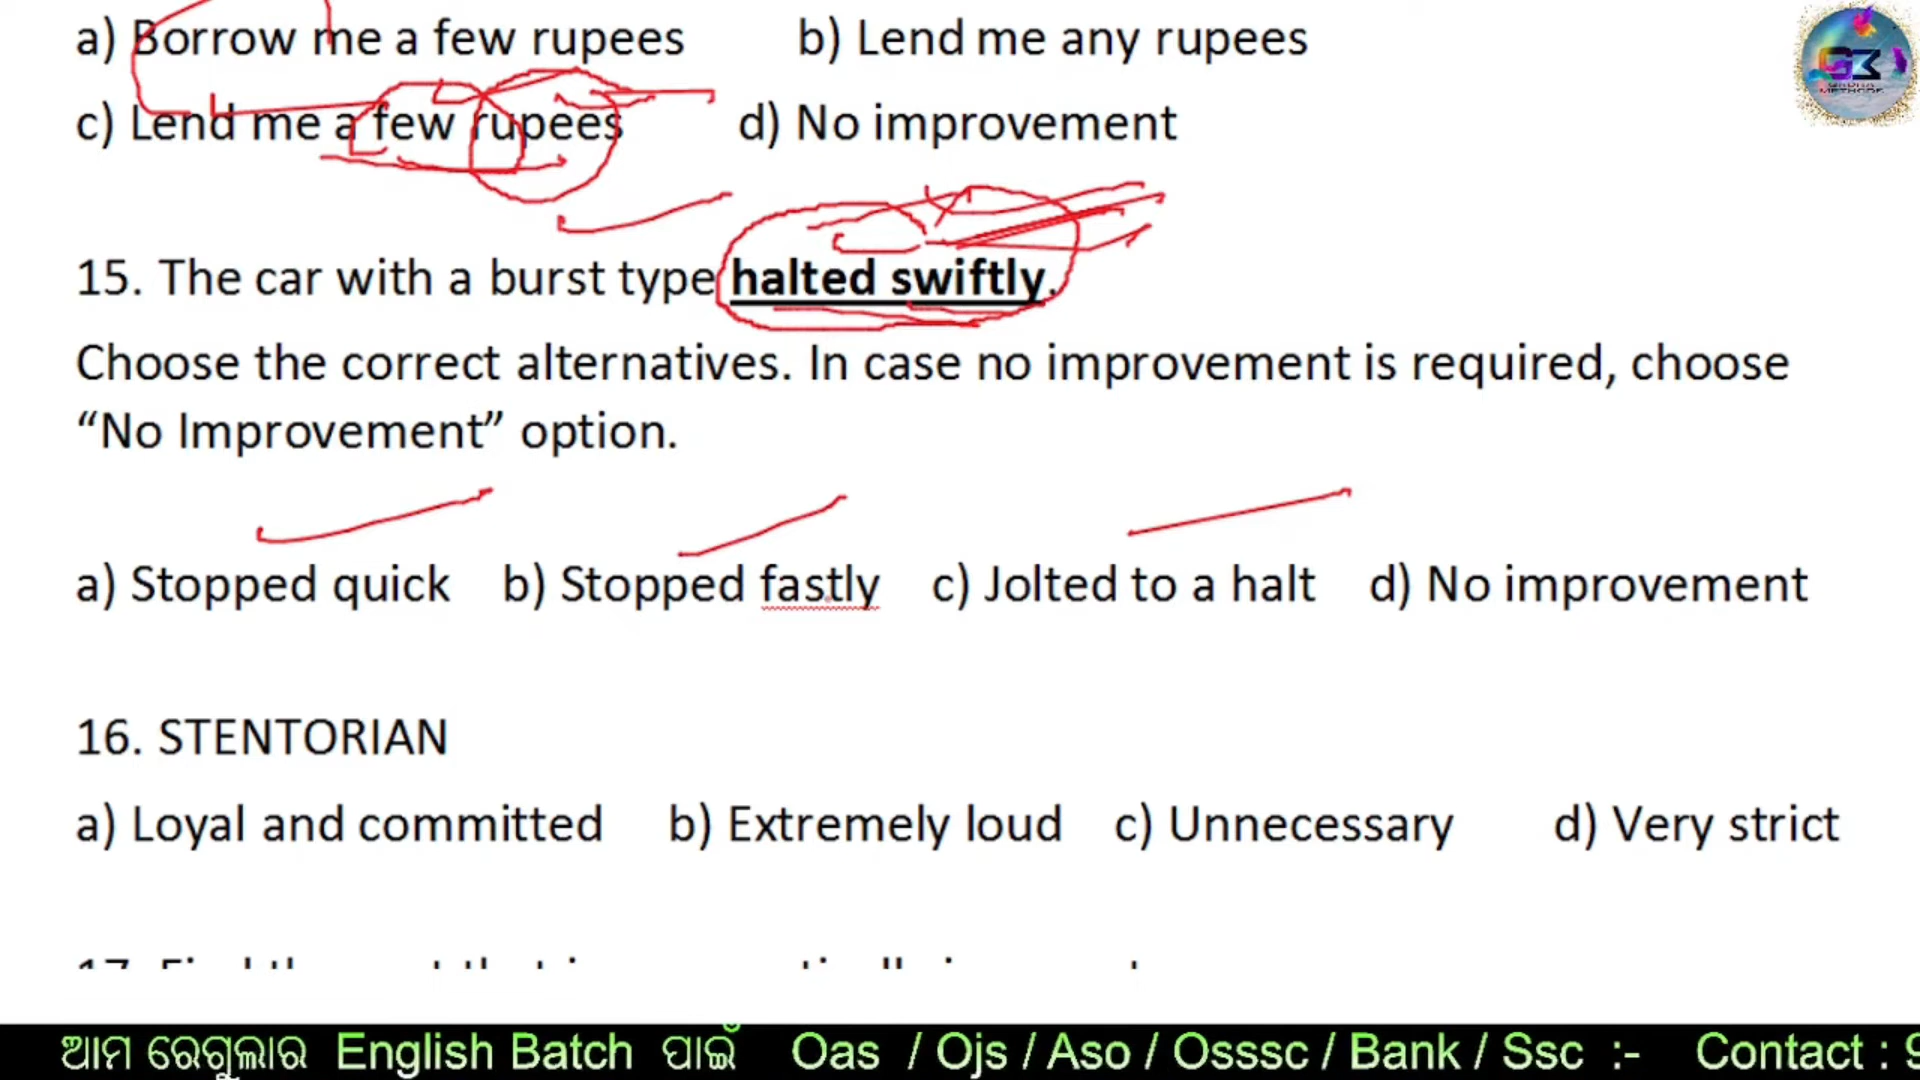 a) Borrow me a few rupees b) Lend me any rupees
c) Lend me a few rupees d) No improvement
15. The car with a burst type halted swiftly.
Choose the correct alternatives. In case no improvement is required, choose
“No Improvement” option.
a) Stopped quick b) Stopped fastly c) Jolted to a halt d) No improvement
16. STENTORIAN
a) Loyal and committed b) Extremely loud c) Unnecessary d) Very strict
ଆମ ରେଗୁଲାର English Batch ପାଇଁ Oas / Ojs / Aso / Osssc / Bank / Ssc :- Contact : 9